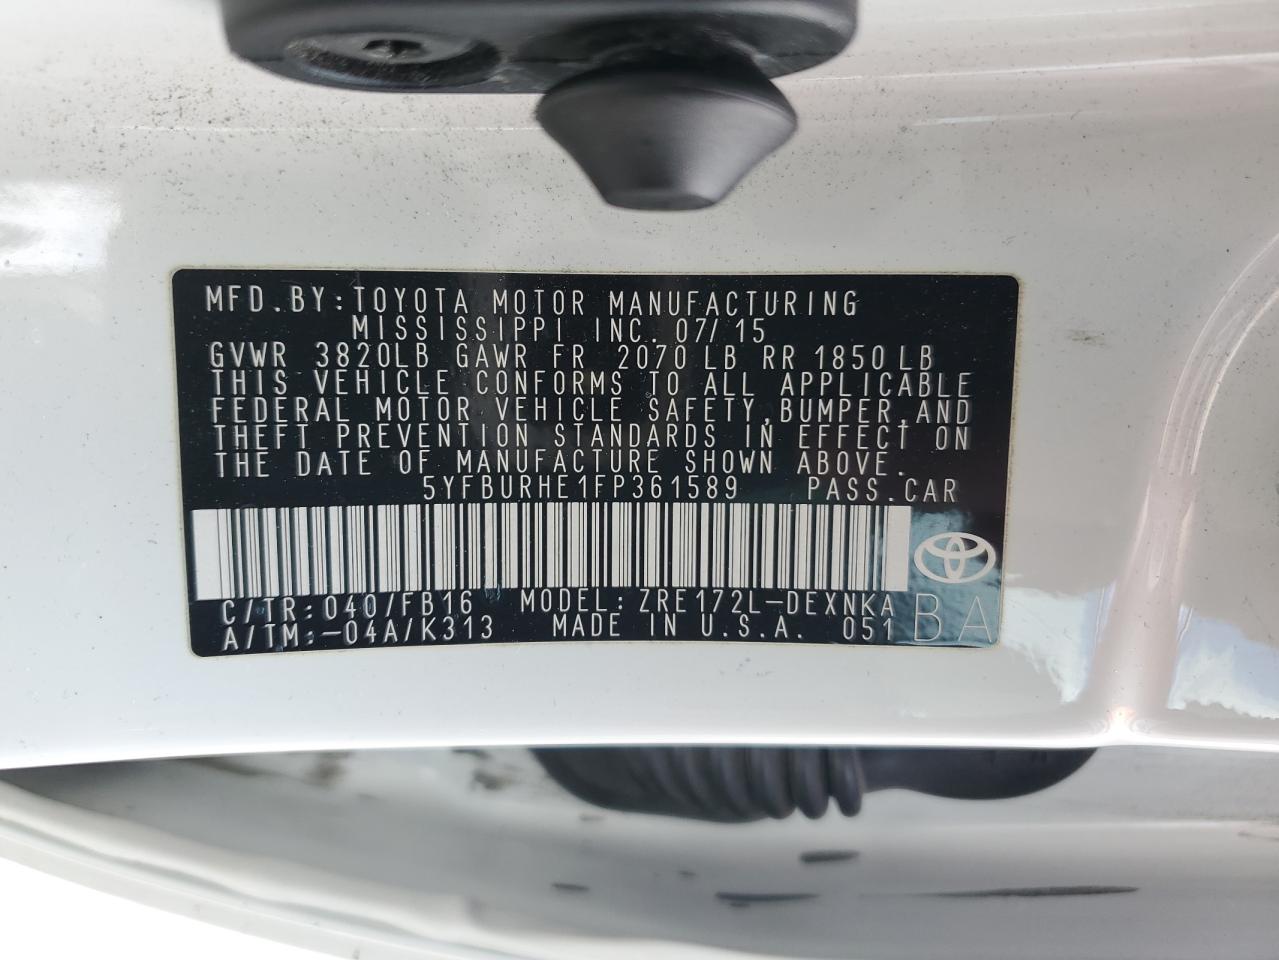 MFD.BY:TOYOTA MOTOR MANUFACTURING
MISSISSIPPI INC. 07/15
GVWR 3820LB GAWR FR 2070LB RR 1850LB
THIS VEHICLE CONFORMS TO ALL APPLICABLE
FEDERAL MOTOR VEHICLE SAFETY,BUMPER,AND
THEFT PREVENTION STANDARDS IN EFFECT ON
THE DATE OF MANUFACTURE SHOWN ABOVE.
5YFBURHE1FP361589 PASS.CAR
C/TR:040/FB16 MODEL:ZRE172L-DEXNKA
A/TM:-04A/K313 MADE IN U.S.A. 051 BA